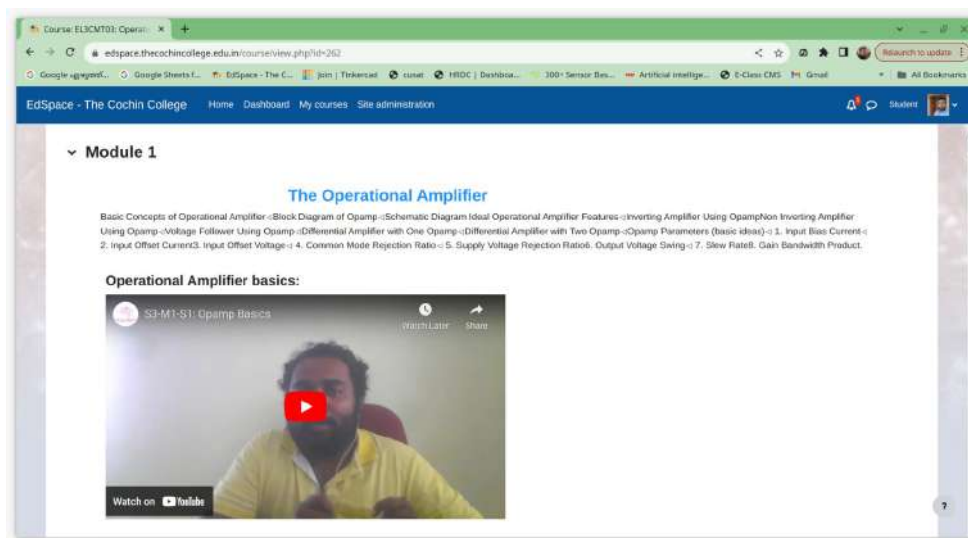 Course: EL3CMT03: Operat
edspace.thecochincollege.edu.in/course/view.php?id=262
Relaunch to update
Google Sheets f... EdSpace - The C... Join | Tinkercad cusat HRDC | Dashboa... 300+ Sensor Bes... Artificial Intellige... E-Class CMS Gmail All Bookmarks
EdSpace - The Cochin College Home Dashboard My courses Site administration Student
Module 1
The Operational Amplifier
Basic Concepts of Operational Amplifier◁Block Diagram of Opamp◁Schematic Diagram Ideal Operational Amplifier Features◁Inverting Amplifier Using OpampNon Inverting Amplifier
Using Opamp◁Voltage Follower Using Opamp◁Differential Amplifier with One Opamp◁Differential Amplifier with Two Opamp◁Opamp Parameters (basic ideas)◁ 1. Input Bias Current◁
2. Input Offset Current3. Input Offset Voltage◁ 4. Common Mode Rejection Ratio◁ 5. Supply Voltage Rejection Ratio6. Output Voltage Swing◁ 7. Slew Rate8. Gain Bandwidth Product.
Operational Amplifier basics:
S3-M1-S1: Opamp Basics
Watch Later Share
Watch on YouTube
?